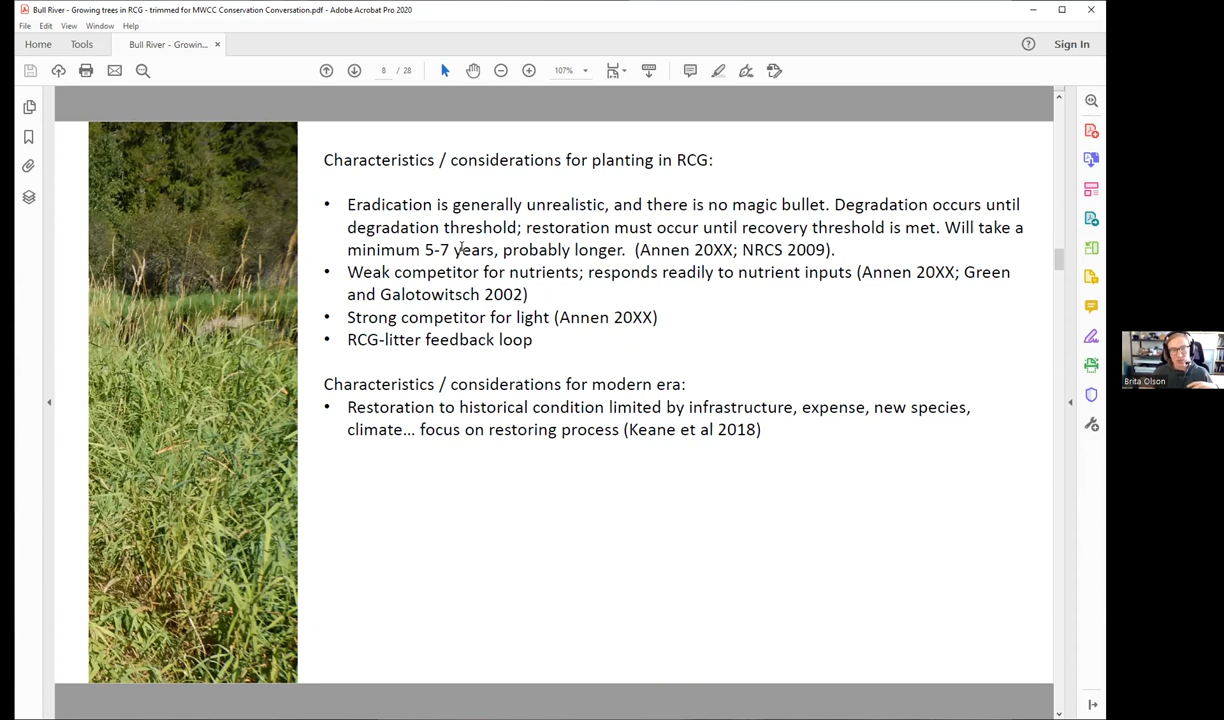 Bull River - Growing trees in RCG - trimmed for MWCC Conservation Conversation.pdf - Adobe Acrobat Pro 2020
File Edit View Window Help
Home Tools Bull River - Growin... × Sign In
8 / 28 107%
Characteristics / considerations for planting in RCG:
• Eradication is generally unrealistic, and there is no magic bullet. Degradation occurs until
degradation threshold; restoration must occur until recovery threshold is met. Will take a
minimum 5-7 years, probably longer. (Annen 20XX; NRCS 2009).
• Weak competitor for nutrients; responds readily to nutrient inputs (Annen 20XX; Green
and Galotowitsch 2002)
• Strong competitor for light (Annen 20XX)
• RCG-litter feedback loop
Characteristics / considerations for modern era:
• Restoration to historical condition limited by infrastructure, expense, new species,
climate... focus on restoring process (Keane et al 2018)
Brita Olson